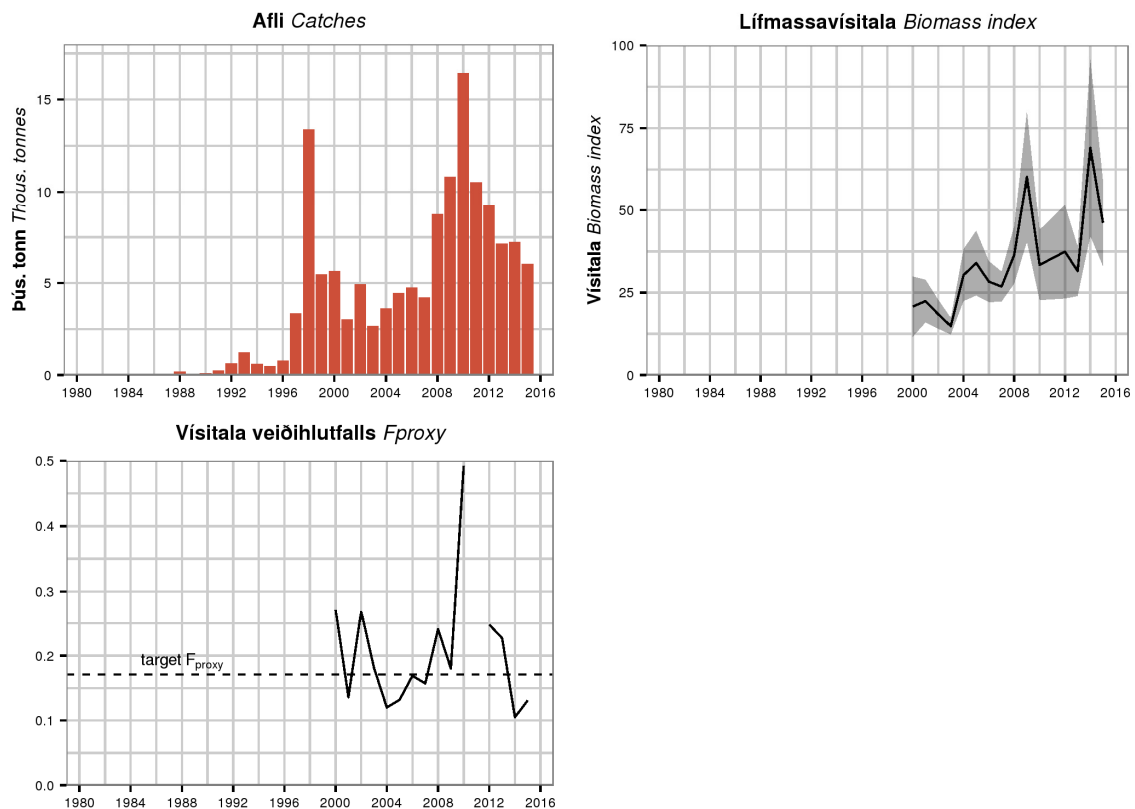 Afli Catches
Þús. tonn Thous. tonnes
15
10
5
0
1980 1984 1988 1992 1996 2000 2004 2008 2012 2016
Lífmassavísitala Biomass index
Vísitala Biomass index
100
75
50
25
0
1980 1984 1988 1992 1996 2000 2004 2008 2012 2016
Vísitala veiðihlutfalls Fproxy
0.5
0.4
0.3
0.2
0.1
0.0
target Fproxy
1980 1984 1988 1992 1996 2000 2004 2008 2012 2016